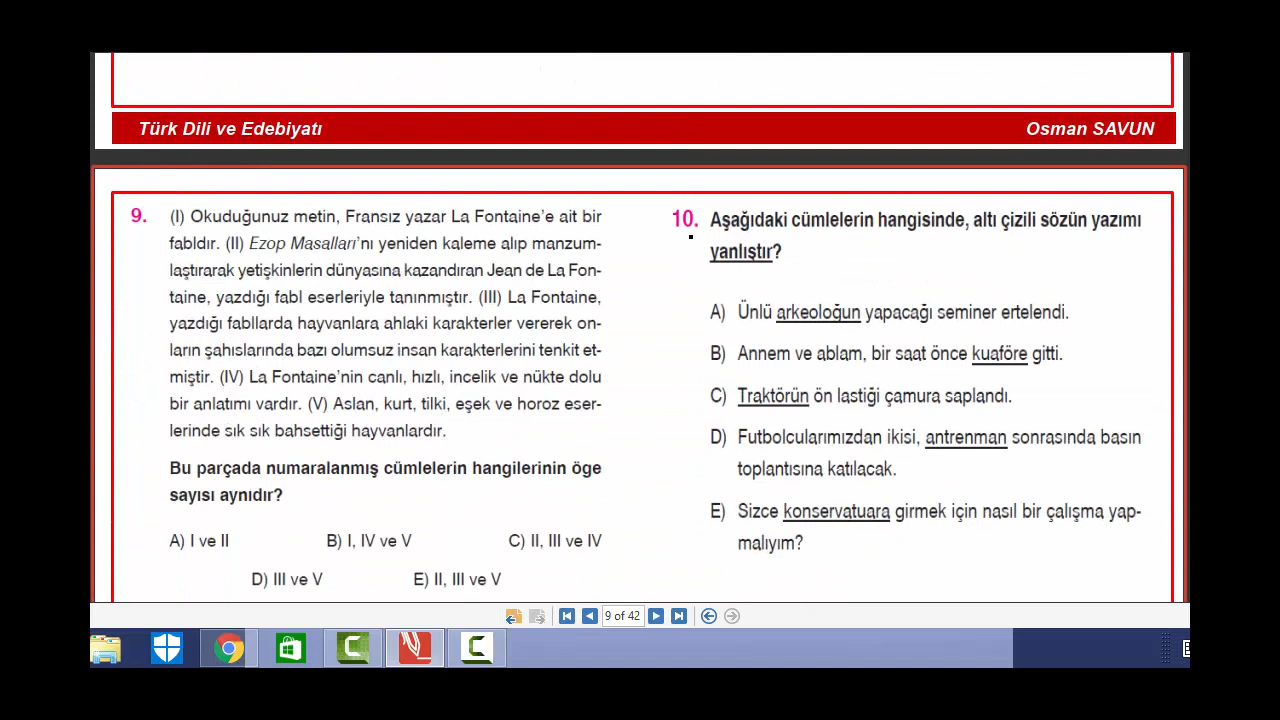 Türk Dili ve Edebiyatı
Osman SAVUN
9. (I) Okuduğunuz metin, Fransız yazar La Fontaine'e ait bir
fabldır. (II) Ezop Masalları'nı yeniden kaleme alıp manzum-
laştırarak yetişkinlerin dünyasına kazandıran Jean de La Fon-
taine, yazdığı fabl eserleriyle tanınmıştır. (III) La Fontaine,
yazdığı fabllarda hayvanlara ahlaki karakterler vererek on-
ların şahıslarında bazı olumsuz insan karakterlerini tenkit et-
miştir. (IV) La Fontaine'nin canlı, hızlı, incelik ve nükte dolu
bir anlatımı vardır. (V) Aslan, kurt, tilki, eşek ve horoz eser-
lerinde sık sık bahsettiği hayvanlardır.
Bu parçada numaralanmış cümlelerin hangilerinin öge
sayısı aynıdır?
A) I ve II B) I, IV ve V C) II, III ve IV
D) III ve V E) II, III ve V
10. Aşağıdaki cümlelerin hangisinde, altı çizili sözün yazımı
yanlıştır?
A) Ünlü arkeoloğun yapacağı seminer ertelendi.
B) Annem ve ablam, bir saat önce kuaföre gitti.
C) Traktörün ön lastiği çamura saplandı.
D) Futbolcularımızdan ikisi, antrenman sonrasında basın
toplantısına katılacak.
E) Sizce konservatuara girmek için nasıl bir çalışma yap-
malıyım?
9 of 42